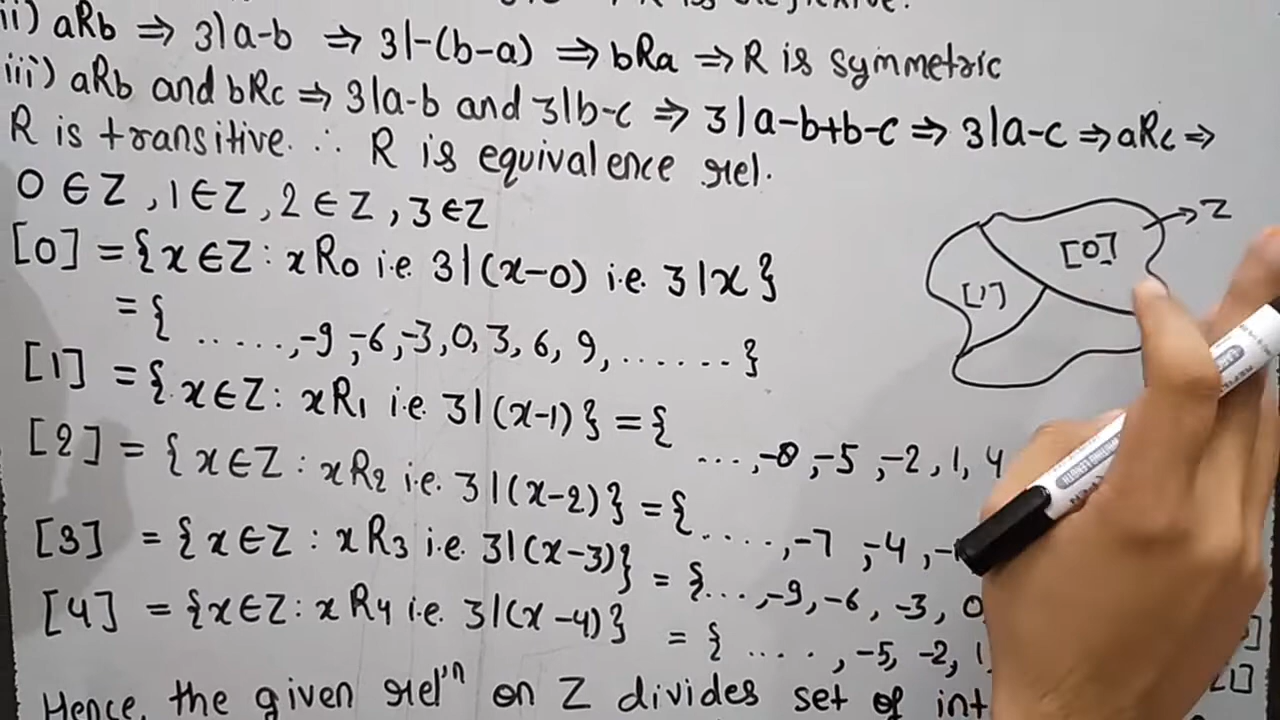 R is
ii) aRb ⇒ 3|a-b ⇒ 3|-(b-a) ⇒ bRa ⇒ R is symmetric
iii) aRb and bRc ⇒ 3|a-b and 3|b-c ⇒ 3|a-b+b-c ⇒ 3|a-c ⇒ aRc ⇒
R is transitive. ∴ R is equivalence rel.
0 ∈ Z, 1 ∈ Z, 2 ∈ Z, 3 ∈ Z
[0] = {x ∈ Z : xR0 i.e. 3|(x-0) i.e. 3|x}
= { ....., -9, -6, -3, 0, 3, 6, 9, ....... }
[1] = {x ∈ Z : xR1 i.e. 3|(x-1)} = { ..., -8, -5, -2, 1, 4
[2] = {x ∈ Z : xR2 i.e. 3|(x-2)} = { ....., -7, -4, -
[3] = {x ∈ Z : xR3 i.e. 3|(x-3)} = {..., -9, -6, -3, 0,
[4] = {x ∈ Z : x R4 i.e. 3|(x-4)} = { ....., -5, -2, 1
Hence, the given rel'n on Z divides set of int
Z
[0]
[1]